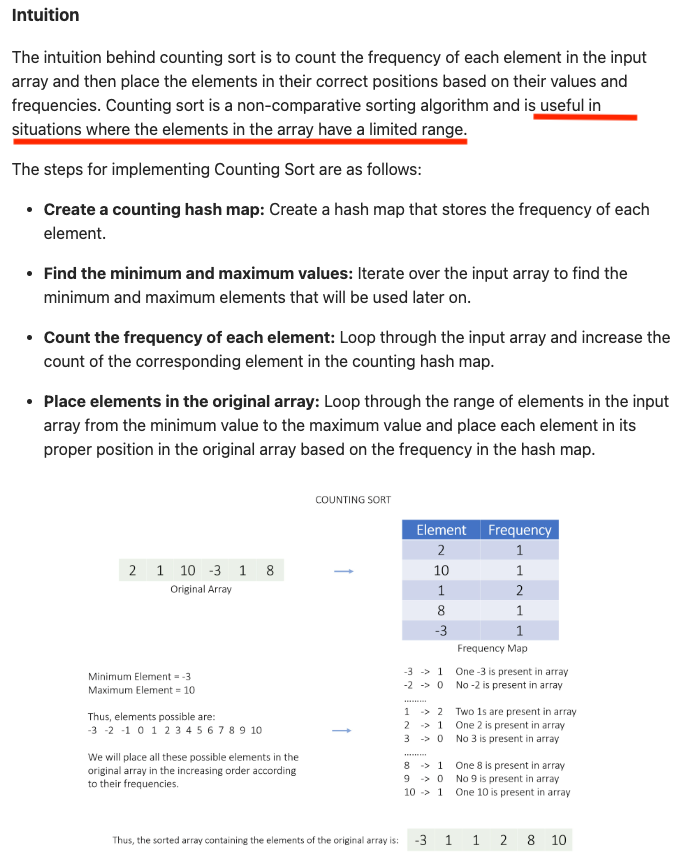 Intuition
The intuition behind counting sort is to count the frequency of each element in the input
array and then place the elements in their correct positions based on their values and
frequencies. Counting sort is a non-comparative sorting algorithm and is useful in
situations where the elements in the array have a limited range.
The steps for implementing Counting Sort are as follows:
• Create a counting hash map: Create a hash map that stores the frequency of each
element.
• Find the minimum and maximum values: Iterate over the input array to find the
minimum and maximum elements that will be used later on.
• Count the frequency of each element: Loop through the input array and increase the
count of the corresponding element in the counting hash map.
• Place elements in the original array: Loop through the range of elements in the input
array from the minimum value to the maximum value and place each element in its
proper position in the original array based on the frequency in the hash map.
COUNTING SORT
Element Frequency
2 1
10 1
1 2
8 1
-3 1
Frequency Map
2 1 10 -3 1 8
Original Array
Minimum Element = -3
Maximum Element = 10
Thus, elements possible are:
-3 -2 -1 0 1 2 3 4 5 6 7 8 9 10
We will place all these possible elements in the
original array in the increasing order according
to their frequencies.
-3 -> 1 One -3 is present in array
-2 -> 0 No -2 is present in array
.........
1 -> 2 Two 1s are present in array
2 -> 1 One 2 is present in array
3 -> 0 No 3 is present in array
.........
8 -> 1 One 8 is present in array
9 -> 0 No 9 is present in array
10 -> 1 One 10 is present in array
Thus, the sorted array containing the elements of the original array is: -3 1 1 2 8 10